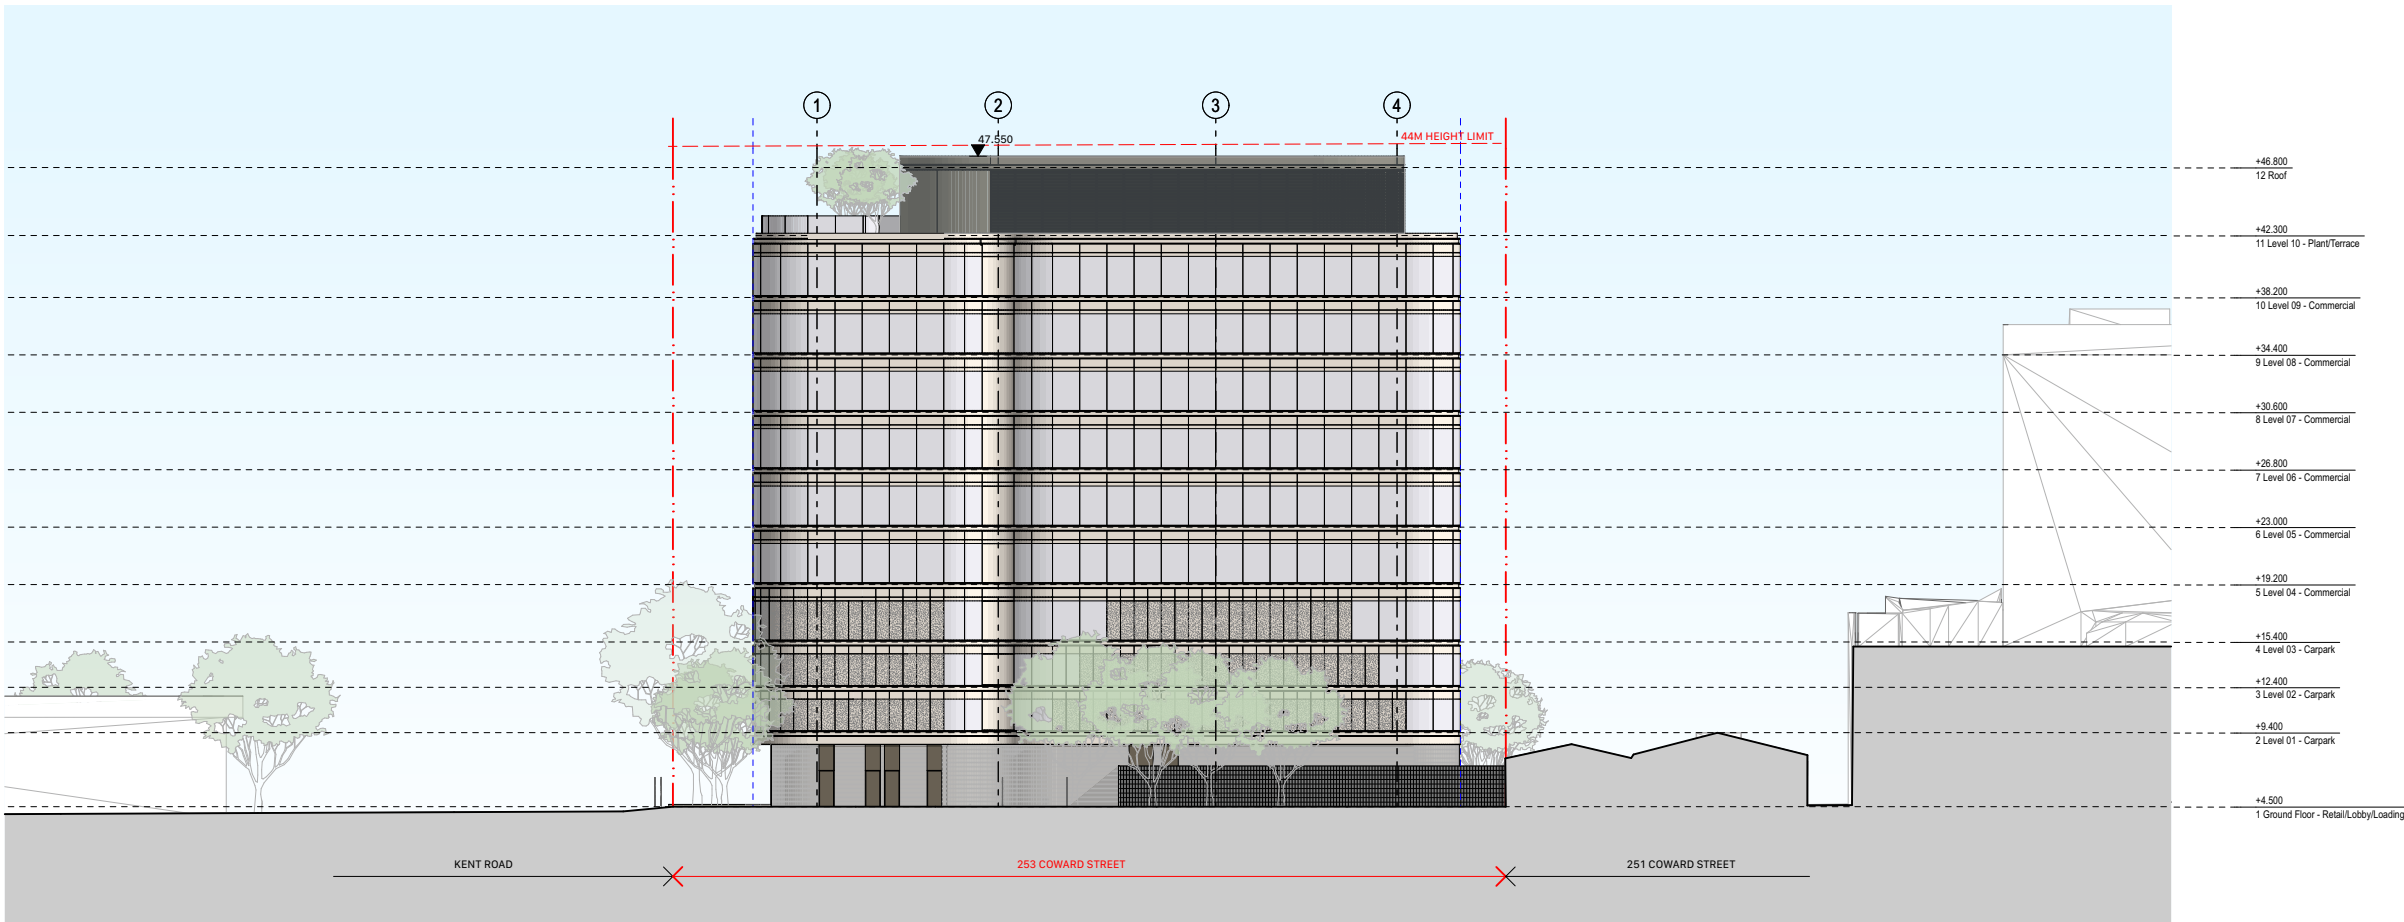 1 2 3 4
47.550
44M HEIGHT LIMIT
+46.800
12 Roof
+42.300
11 Level 10 - Plant/Terrace
+38.200
10 Level 09 - Commercial
+34.400
9 Level 08 - Commercial
+30.600
8 Level 07 - Commercial
+26.800
7 Level 06 - Commercial
+23.000
6 Level 05 - Commercial
+19.200
5 Level 04 - Commercial
+15.400
4 Level 03 - Carpark
+12.400
3 Level 02 - Carpark
+9.400
2 Level 01 - Carpark
+4.500
1 Ground Floor - Retail/Lobby/Loading
KENT ROAD
253 COWARD STREET
251 COWARD STREET